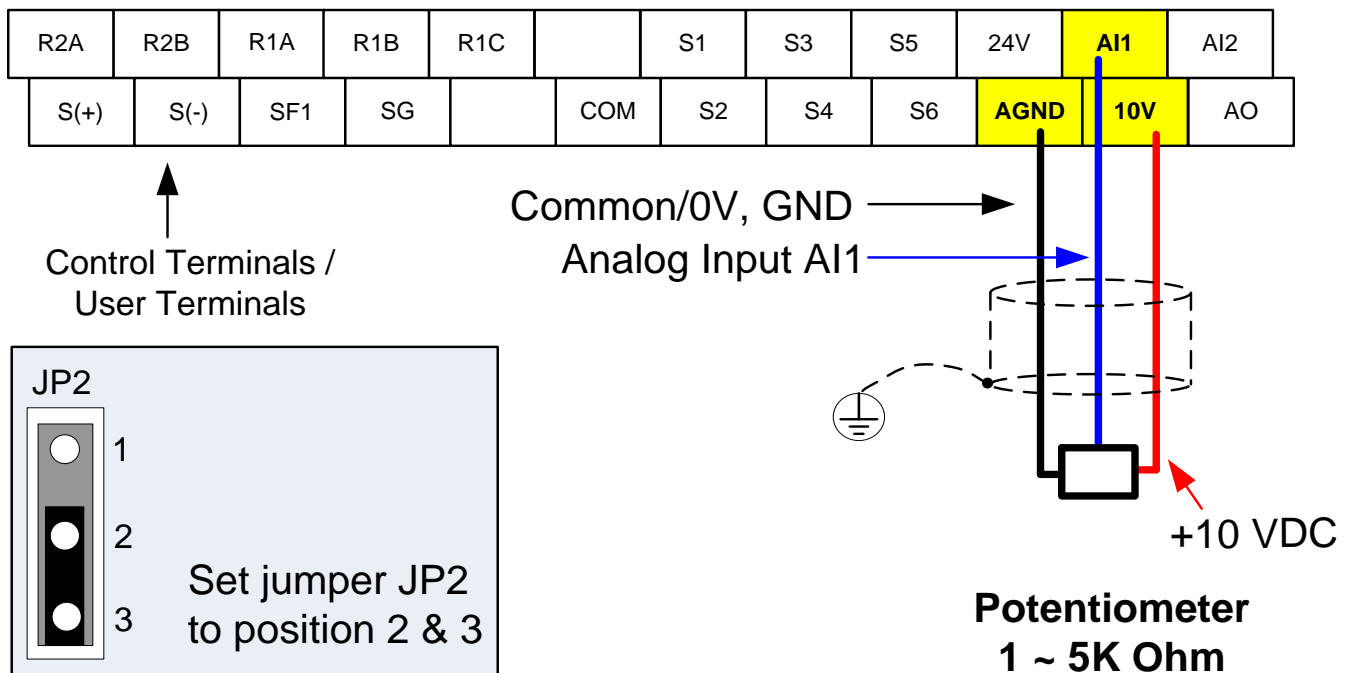 R2A R2B R1A R1B R1C S1 S3 S5 24V AI1 AI2
S(+) S(-) SF1 SG COM S2 S4 S6 AGND 10V AO
Common/0V, GND
Analog Input AI1
Control Terminals /
User Terminals
JP2
1
2
3
Set jumper JP2
to position 2 & 3
+10 VDC
Potentiometer
1 ~ 5K Ohm